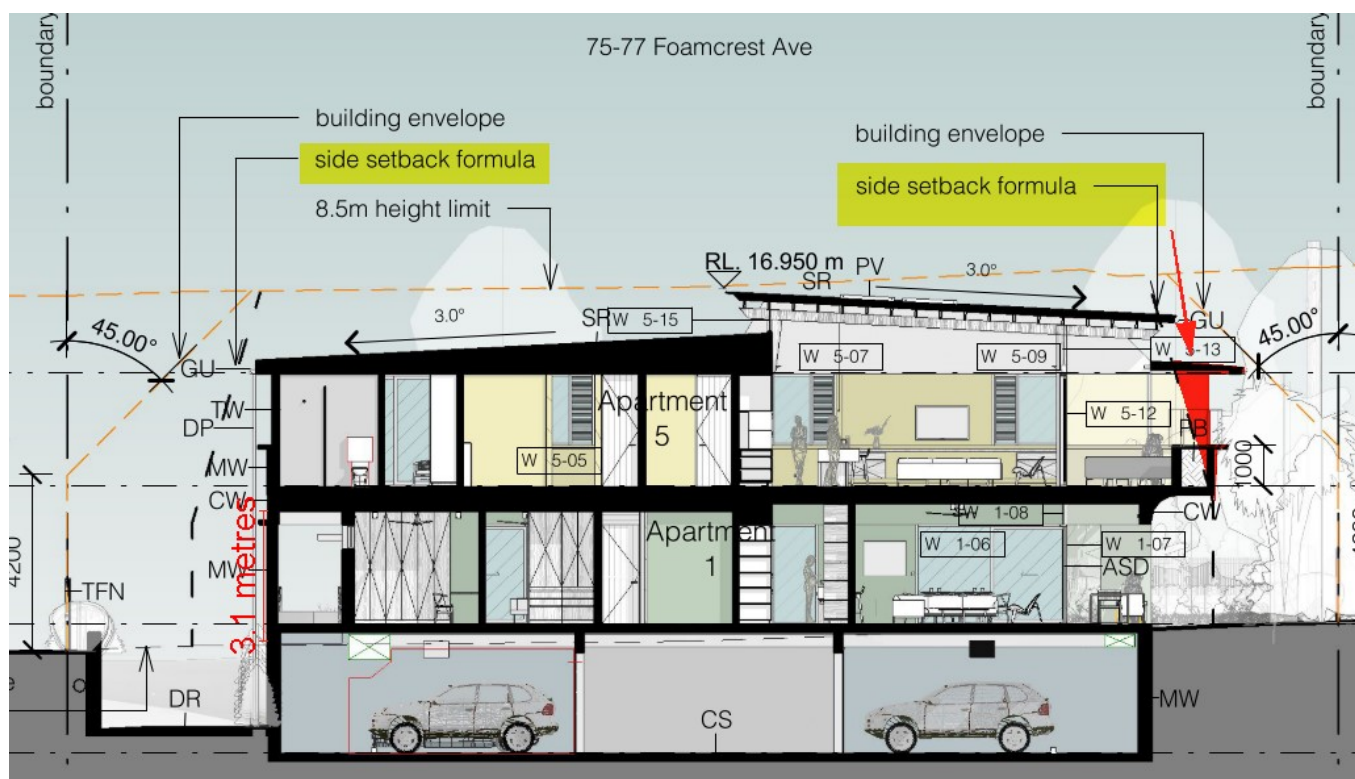 75-77 Foamcrest Ave
boundary
boundary
building envelope
side setback formula
8.5m height limit
building envelope
side setback formula
RL. 16.950 m
PV
SR
3.0°
3.0°
SR
W 5-15
45.00°
GU
W 5-07
W 5-09
W 5-13
GU
45.00°
TW
DP
Apartment
5
W 5-12
W 5-05
MW
1000
CW
CW
W 1-08
Apartment
1
W 1-06
W 1-07
ASD
MW
3.1 metres
4200
TFN
DR
CS
MW